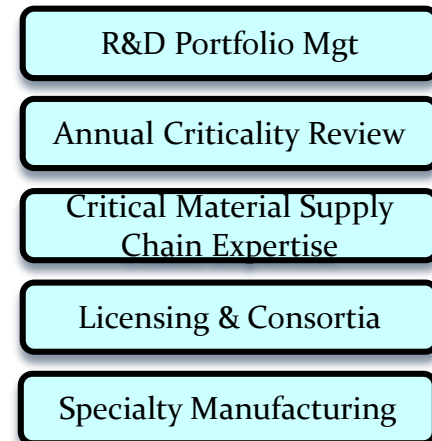 R&D Portfolio Mgt
Annual Criticality Review
Critical Material Supply
Chain Expertise
Licensing & Consortia
Specialty Manufacturing